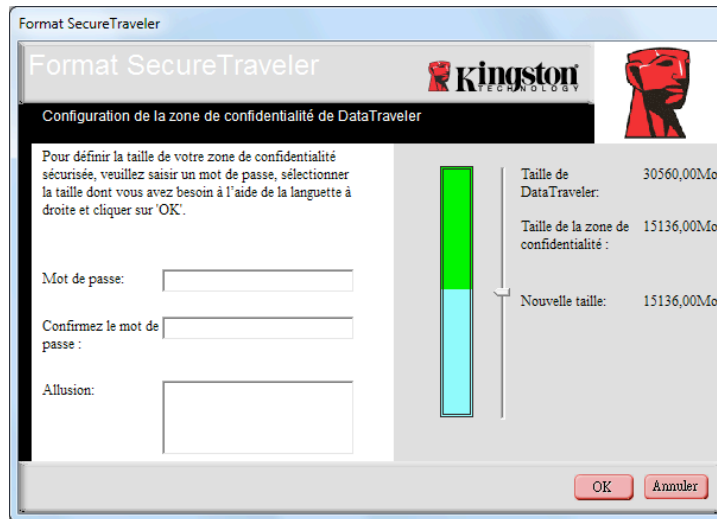 Format SecureTraveler
Format SecureTraveler
Kingston
TECHNOLOGY
Configuration de la zone de confidentialité de DataTraveler
Pour définir la taille de votre zone de confidentialité
sécurisée, veuillez saisir un mot de passe, sélectionner
la taille dont vous avez besoin à l'aide de la languette à
droite et cliquer sur 'OK'.
Mot de passe:
Confirmez le mot de
passe :
Allusion:
Taille de
DataTraveler:
30560,00Mo
Taille de la zone de
confidentialité :
15136,00Mo
Nouvelle taille:
15136,00Mo
OK
Annuler